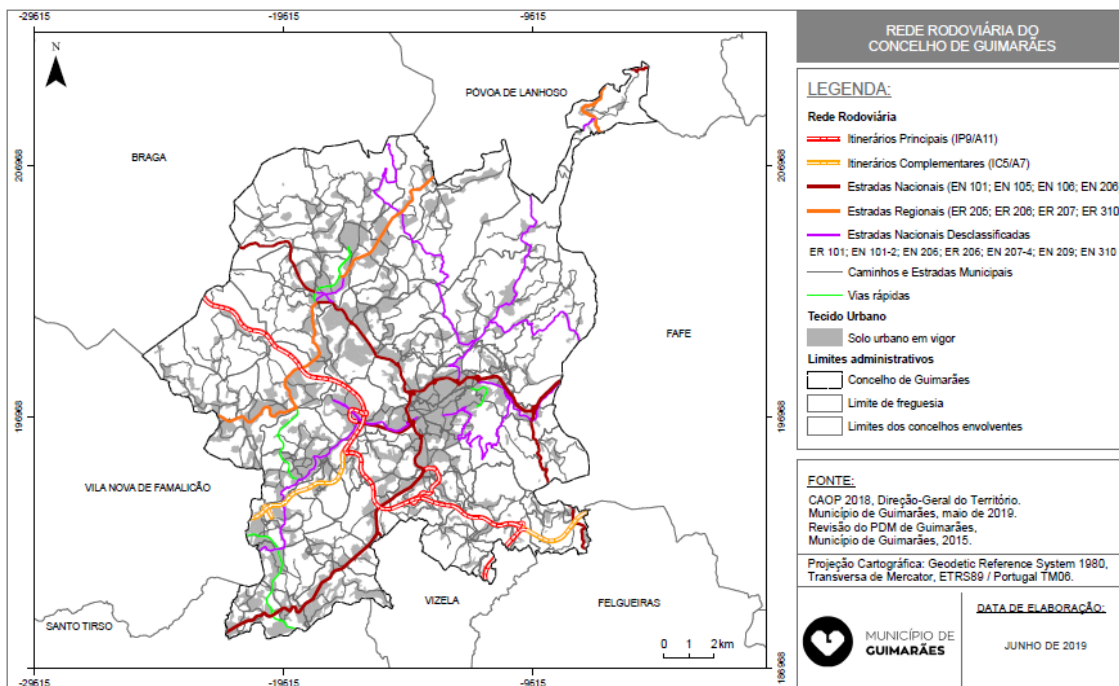 -29615
-19615
-9615
N
PÓVOA DE LANHOSO
BRAGA
206968
206968
FAFE
196968
196968
VILA NOVA DE FAMALICÃO
VIZELA
FELGUEIRAS
SANTO TIRSO
0 1 2 km
186968
-29615
-19615
-9615
REDE RODOVIÁRIA DO
CONCELHO DE GUIMARÃES
LEGENDA:
Rede Rodoviária
Itinerários Principais (IP9/A11)
Itinerários Complementares (IC5/A7)
Estradas Nacionais (EN 101; EN 105; EN 106; EN 206
Estradas Regionais (ER 205; ER 206; ER 207; ER 310
Estradas Nacionais Desclassificadas
ER 101; EN 101-2; EN 206; ER 206; EN 207-4; EN 209; EN 310
Caminhos e Estradas Municipais
Vias rápidas
Tecido Urbano
Solo urbano em vigor
Limites administrativos
Concelho de Guimarães
Limite de freguesia
Limites dos concelhos envolventes
FONTE:
CAOP 2018, Direção-Geral do Território.
Município de Guimarães, maio de 2019.
Revisão do PDM de Guimarães,
Município de Guimarães, 2015.
Projeção Cartográfica: Geodetic Reference System 1980,
Transversa de Mercator, ETRS89 / Portugal TM06.
MUNICÍPIO DE
GUIMARÃES
DATA DE ELABORAÇÃO:
JUNHO DE 2019